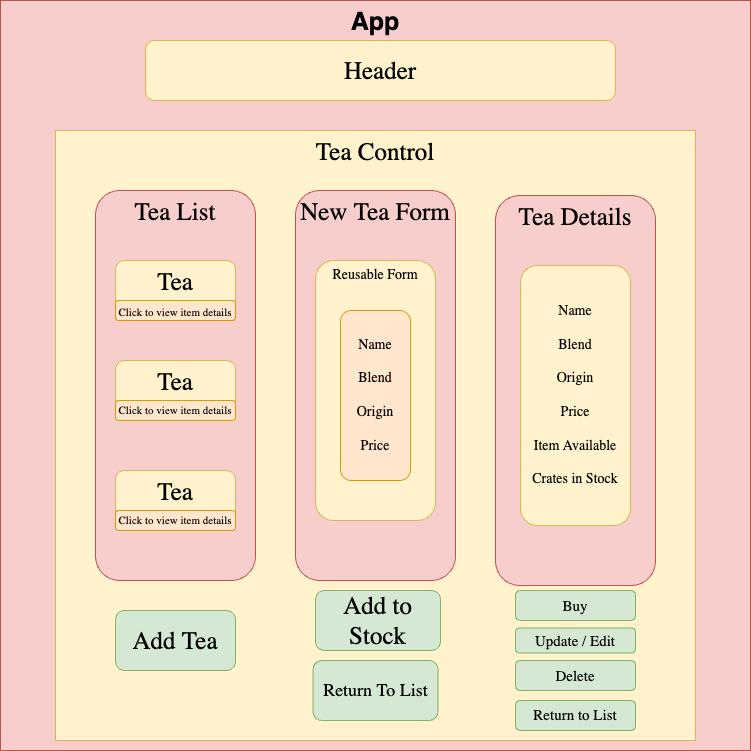 App
Header
Tea Control
Tea List
Tea
Click to view item details
Tea
Click to view item details
Tea
Click to view item details
Add Tea
New Tea Form
Reusable Form
Name
Blend
Origin
Price
Add to
Stock
Return To List
Tea Details
Name
Blend
Origin
Price
Item Available
Crates in Stock
Buy
Update / Edit
Delete
Return to List